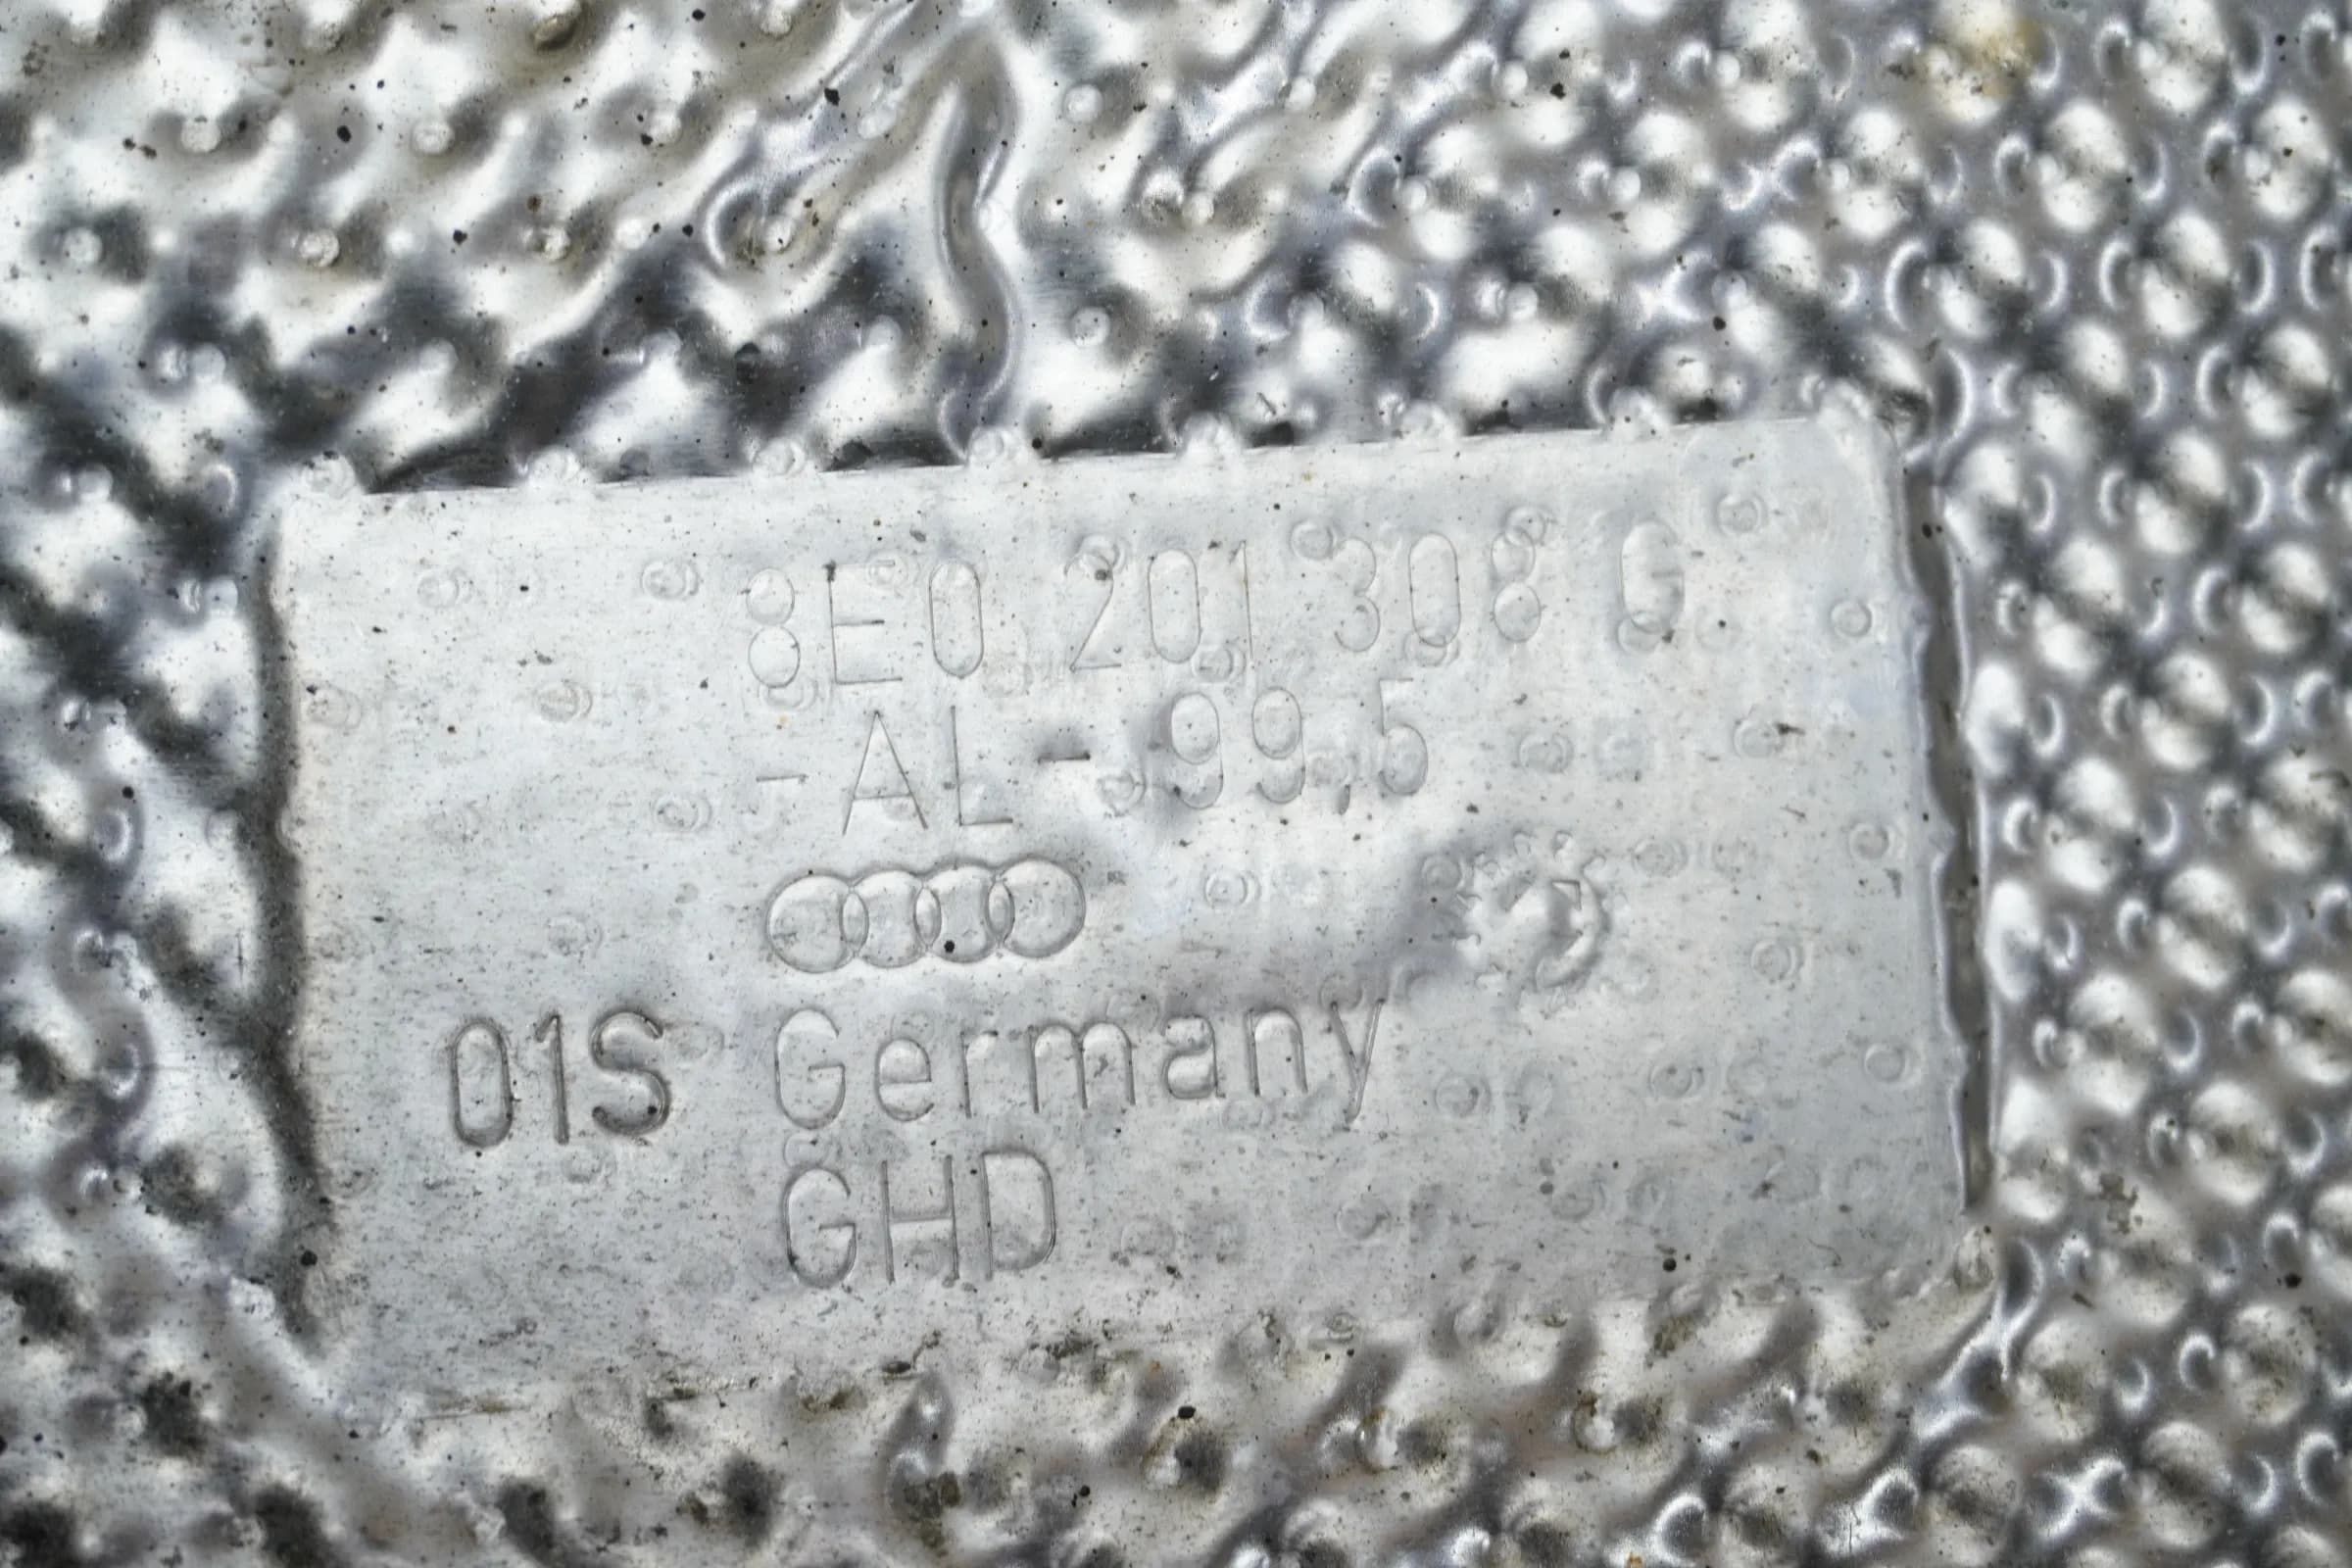 8E0 201 308 G
-AL- 99,5
01S Germany
GHD